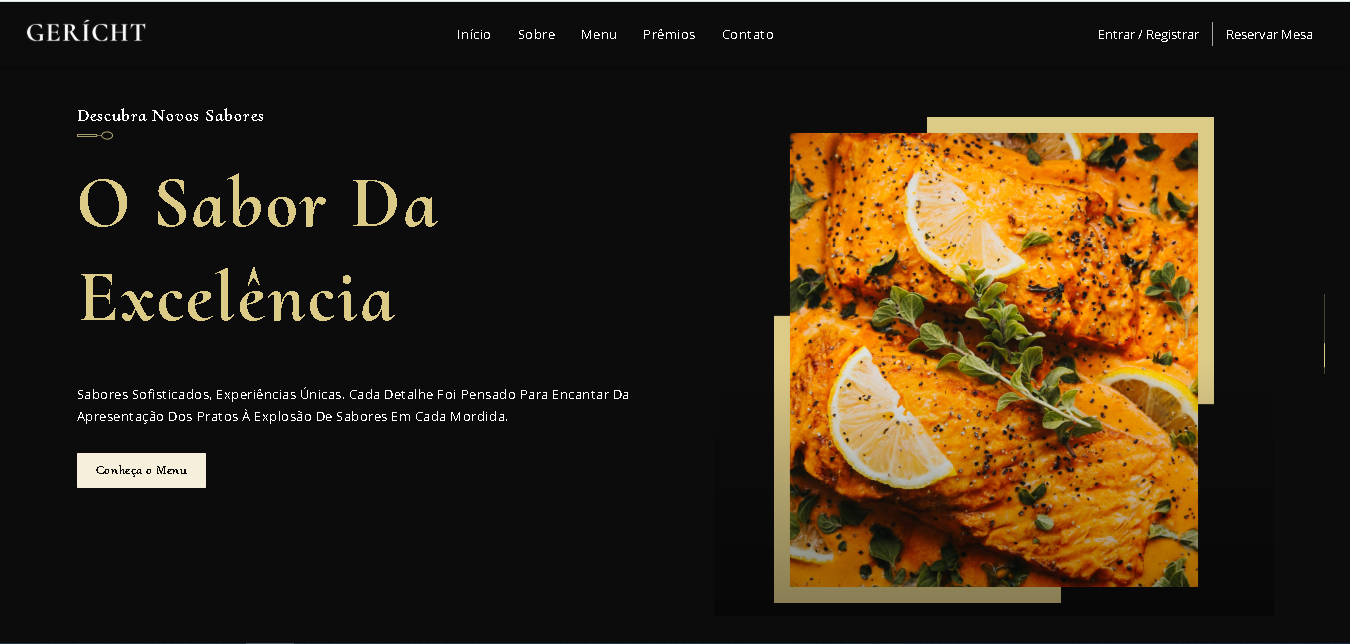 GERÍCHT
Início Sobre Menu Prêmios Contato
Entrar / Registrar Reservar Mesa
Descubra Novos Sabores
O Sabor Da
Excelência
Sabores Sofisticados, Experiências Únicas. Cada Detalhe Foi Pensado Para Encantar Da
Apresentação Dos Pratos À Explosão De Sabores Em Cada Mordida.
Conheça o Menu